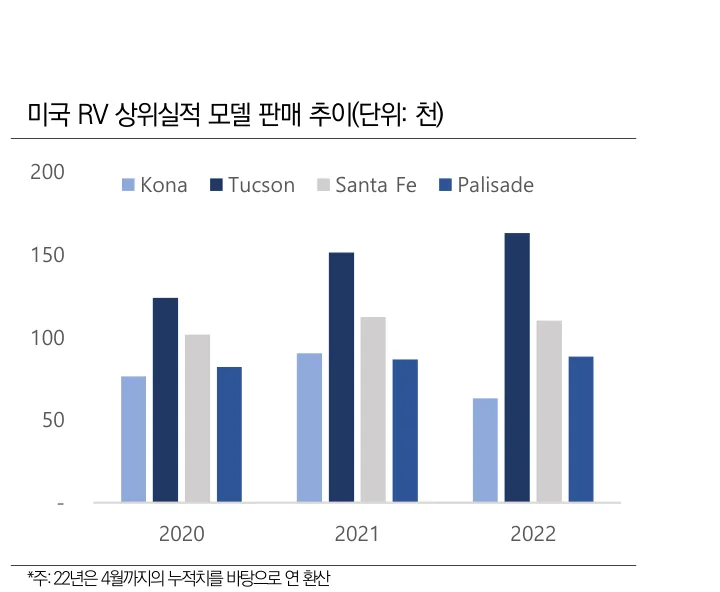 미국 RV 상위실적 모델 판매 추이(단위: 천)
200
Kona Tucson Santa Fe Palisade
150
100
50
-
2020 2021 2022
*주: 22년은 4월까지의 누적치를 바탕으로 연 환산